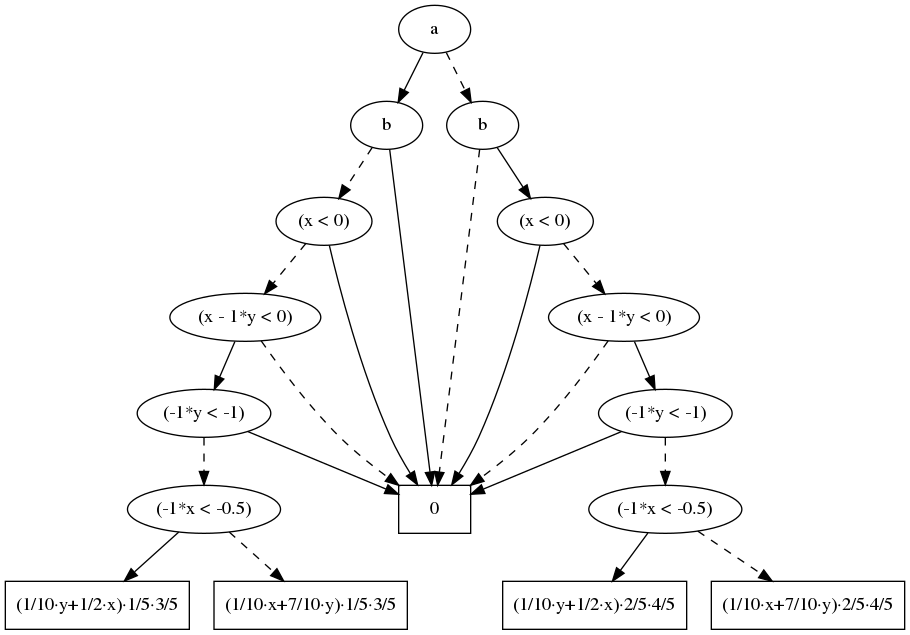 a
b
b
(x < 0)
(x < 0)
(x - 1*y < 0)
(x - 1*y < 0)
(-1*y < -1)
(-1*y < -1)
(-1*x < -0.5)
0
(-1*x < -0.5)
(1/10·y+1/2·x)·1/5·3/5
(1/10·x+7/10·y)·1/5·3/5
(1/10·y+1/2·x)·2/5·4/5
(1/10·x+7/10·y)·2/5·4/5